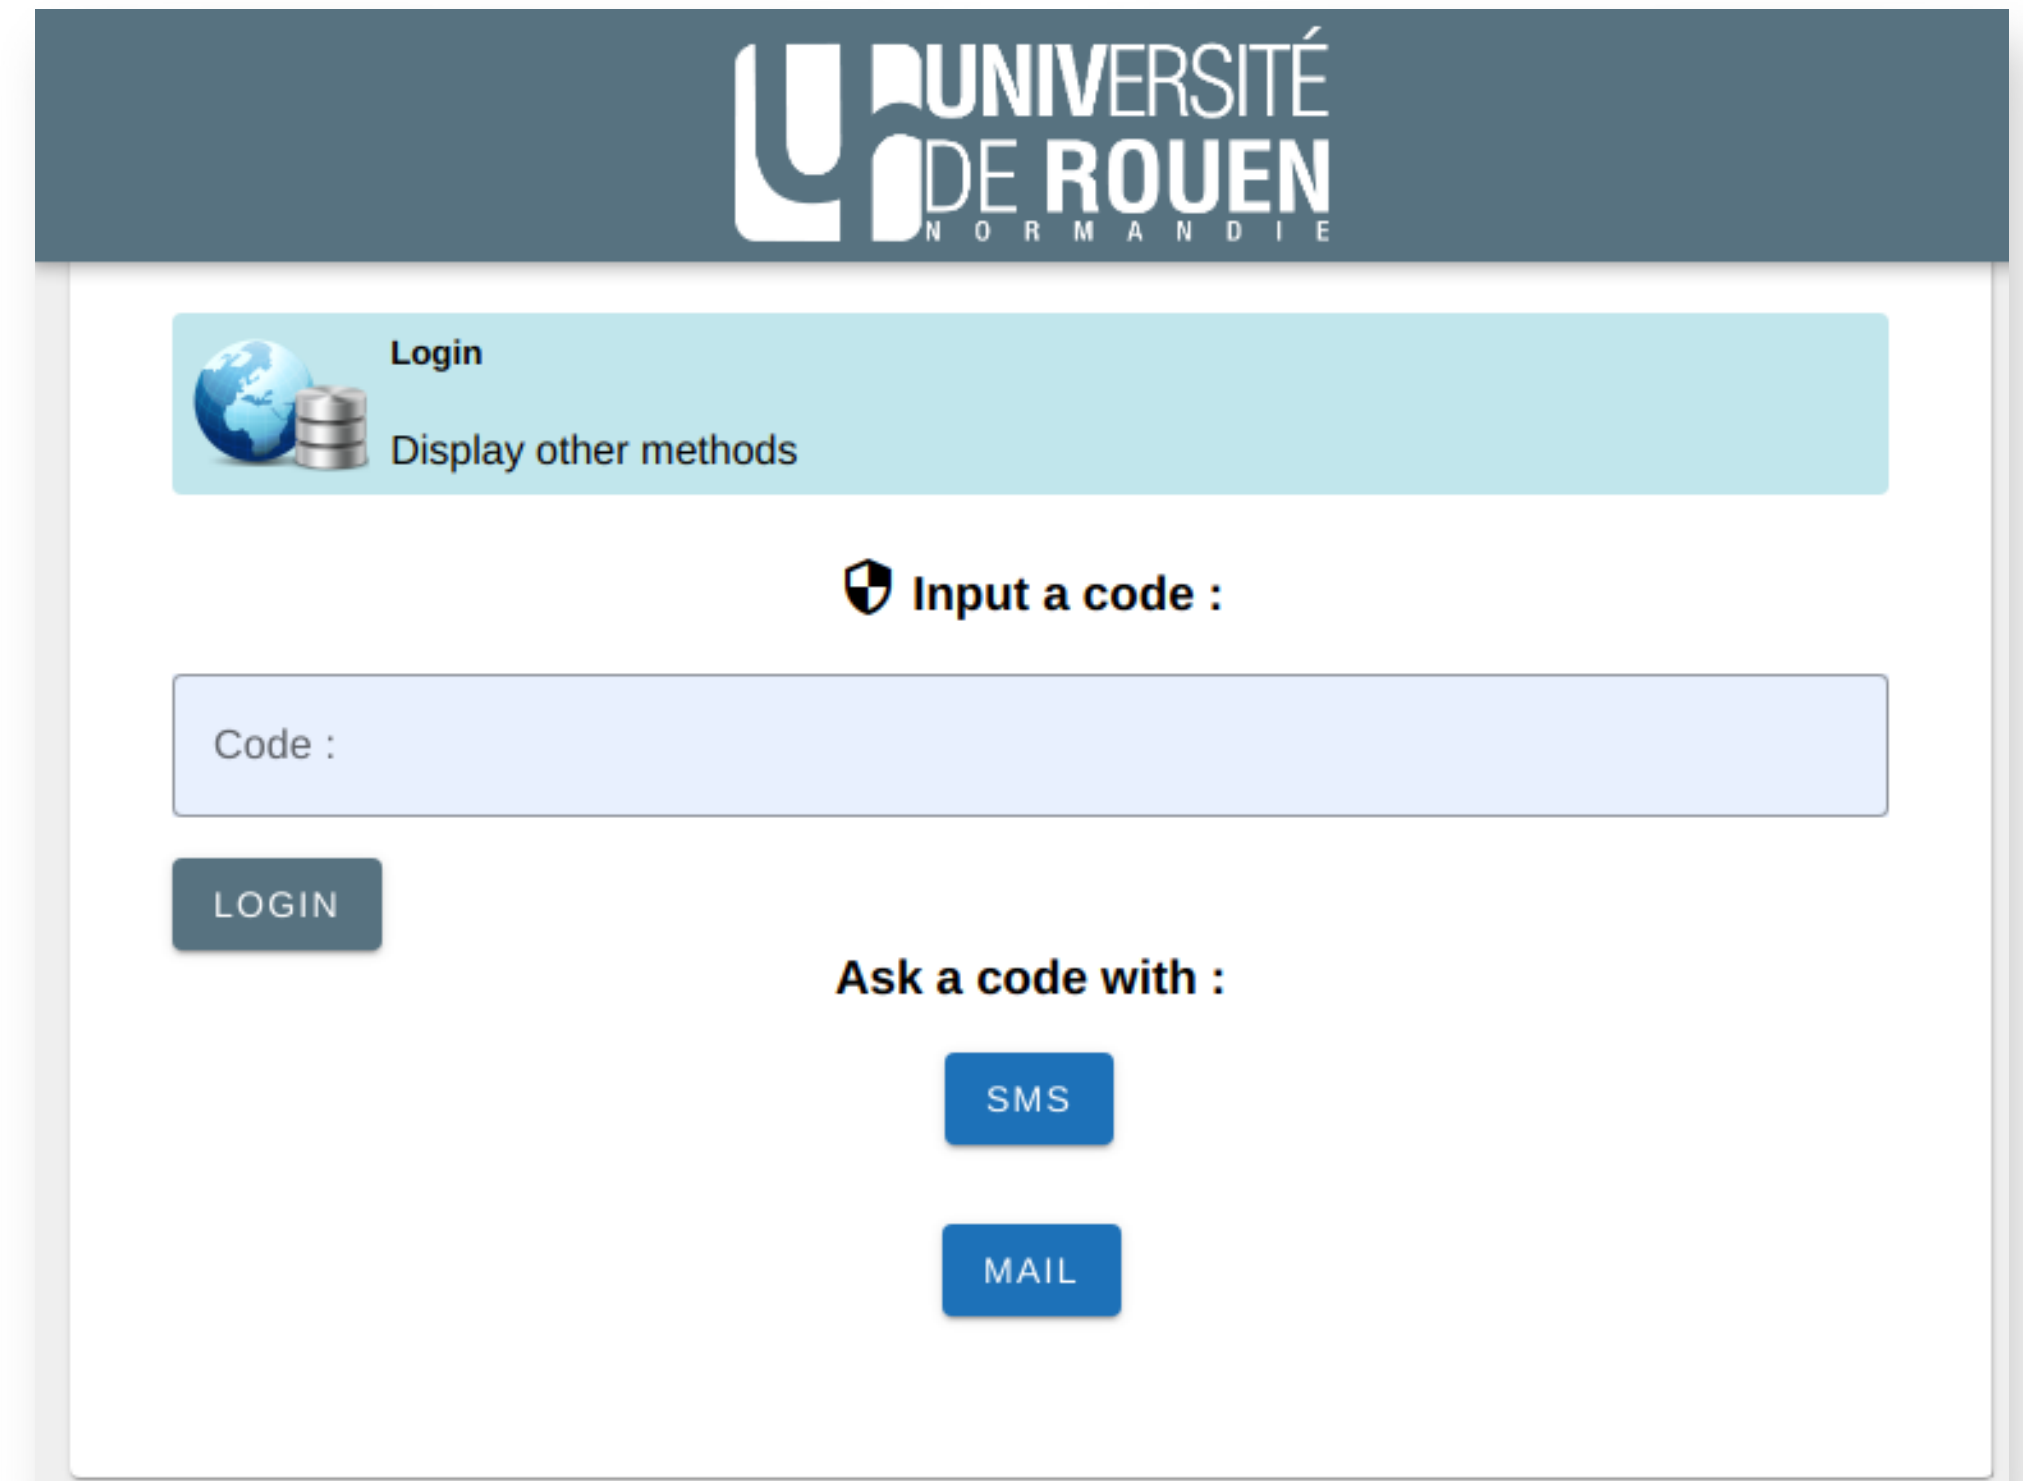 UNIVERSITÉ
DE ROUEN
NORMANDIE
Login
Display other methods
Input a code :
Code :
LOGIN
Ask a code with :
SMS
MAIL